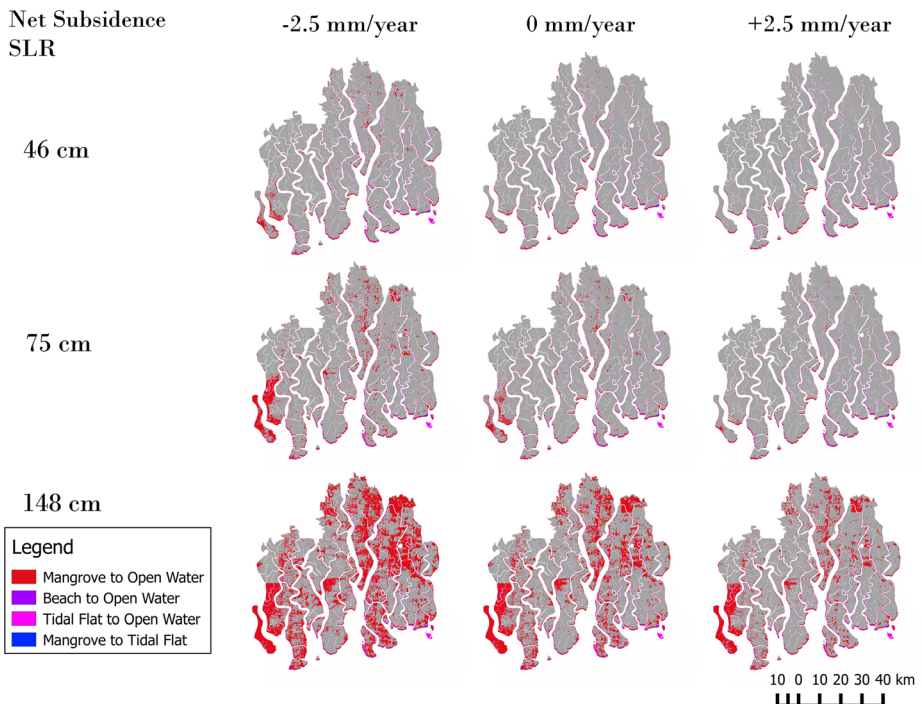 Net Subsidence
SLR
-2.5 mm/year
0 mm/year
+2.5 mm/year
46 cm
75 cm
148 cm
Legend
Mangrove to Open Water
Beach to Open Water
Tidal Flat to Open Water
Mangrove to Tidal Flat
10 0 10 20 30 40 km